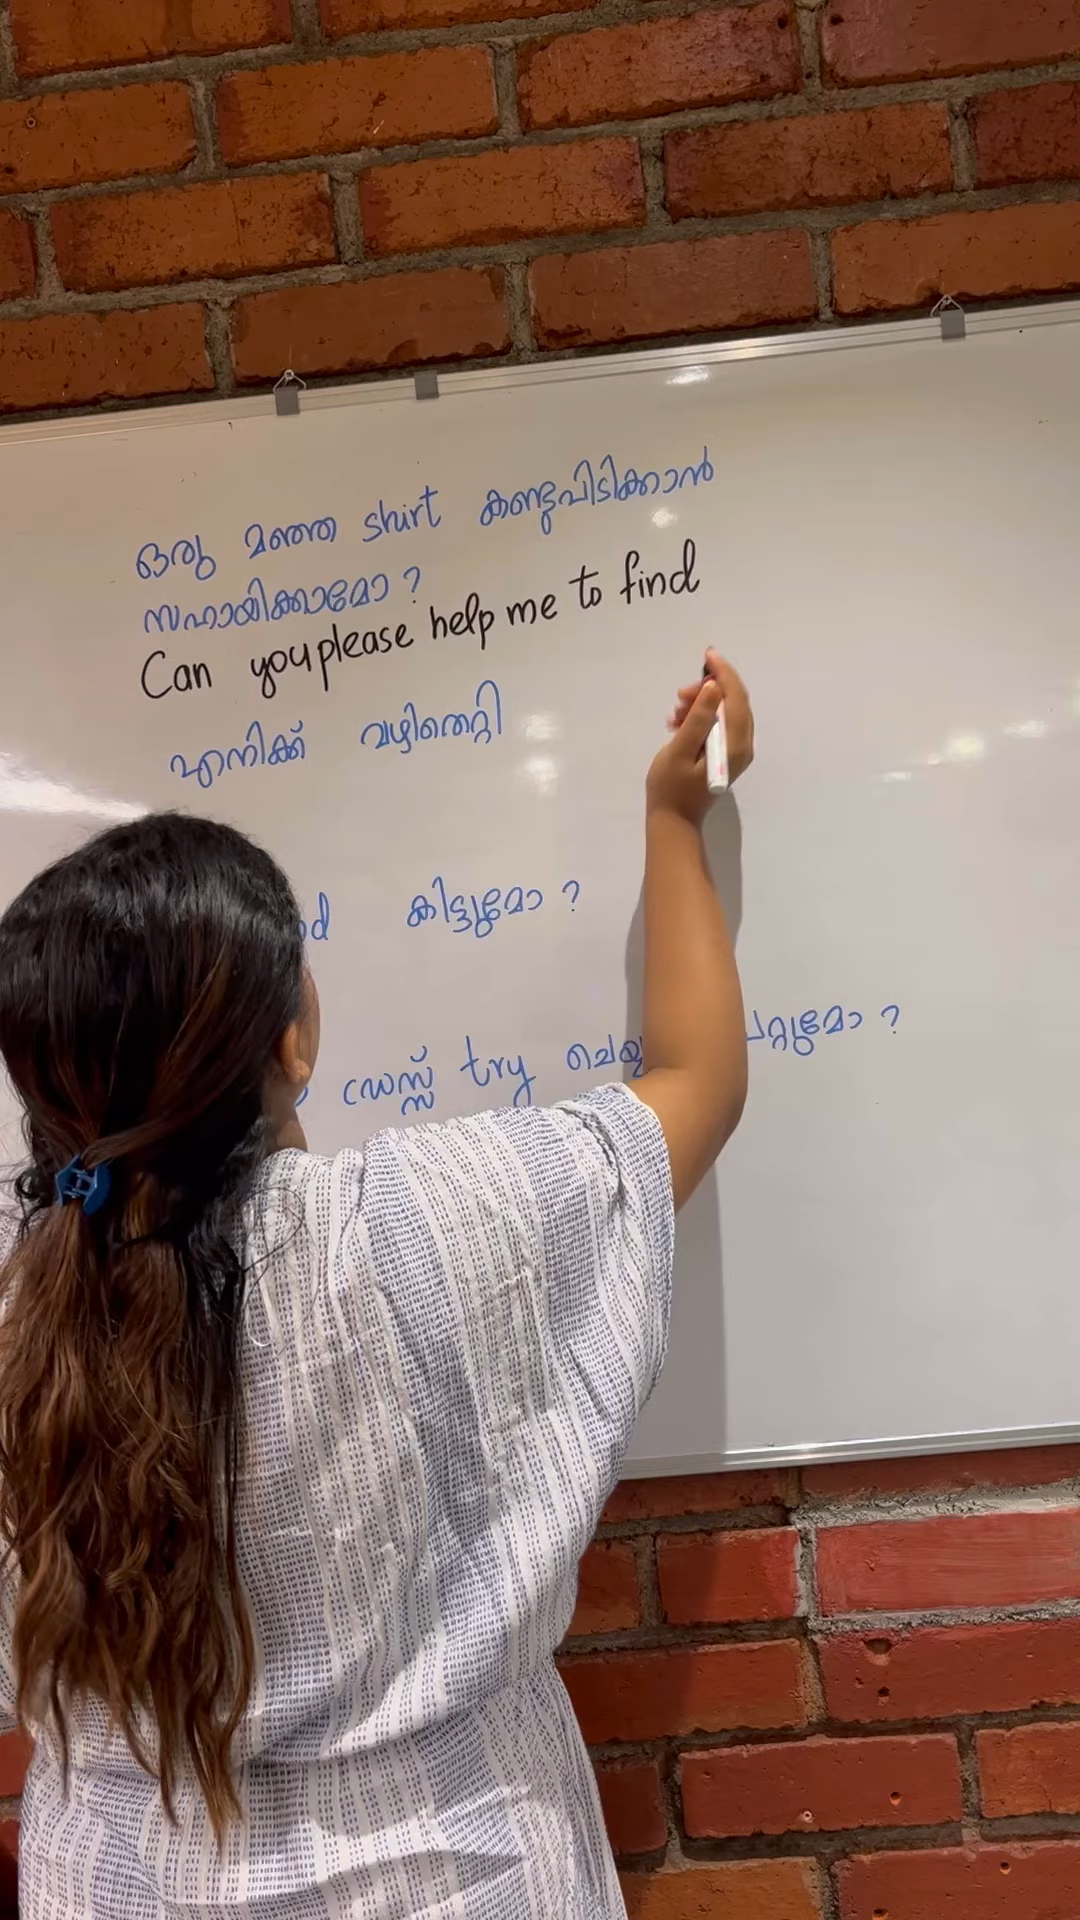 ഒരു മഞ്ഞ shirt കണ്ടുപിടിക്കാൻ
സഹായിക്കാമോ ?
Can you please help me to find
എനിക്ക് വഴിതെറ്റി
കിട്ടുമോ ?
ഡ്രസ്സ് try